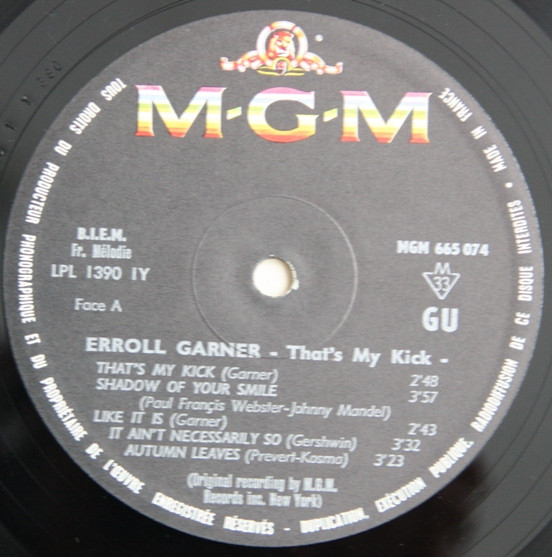 M-G-M
TOUS DROITS DU PRODUCTEUR PHONOGRAPHIQUE ET DU PROPRIÉTAIRE DE L'ŒUVRE ENREGISTRÉE RÉSERVÉS - DUPLICATION, EXÉCUTION PUBLIQUE, RADIODIFFUSION DE CE DISQUE INTERDITES • MADE IN FRANCE
B.I.E.M.
Fr. Mélodie
LPL 1390 1Y
Face A
MGM 665 074
M
33
GU
ERROLL GARNER - That's My Kick -
THAT'S MY KICK (Garner) 2'48
SHADOW OF YOUR SMILE 3'57
(Paul Françis Webster-Johnny Mandel)
LIKE IT IS (Garner) 2'43
IT AIN'T NECESSARILY SO (Gershwin) 3'32
AUTUMN LEAVES (Prevert-Kosma) 3'23
(Original recording by M.G.M.
Records inc. New York)